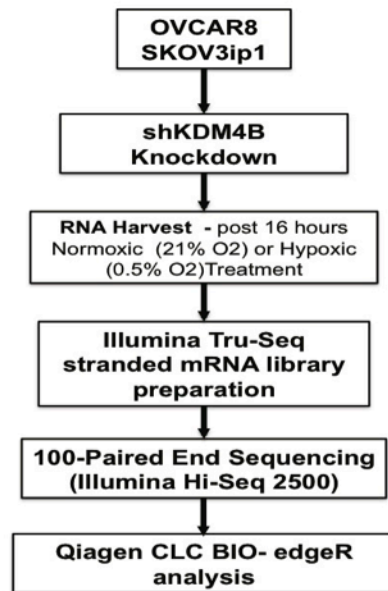 OVCAR8
SKOV3ip1
shKDM4B
Knockdown
RNA Harvest - post 16 hours
Normoxic (21% O2) or Hypoxic
(0.5% O2)Treatment
Illumina Tru-Seq
stranded mRNA library
preparation
100-Paired End Sequencing
(Illumina Hi-Seq 2500)
Qiagen CLC BIO- edgeR
analysis